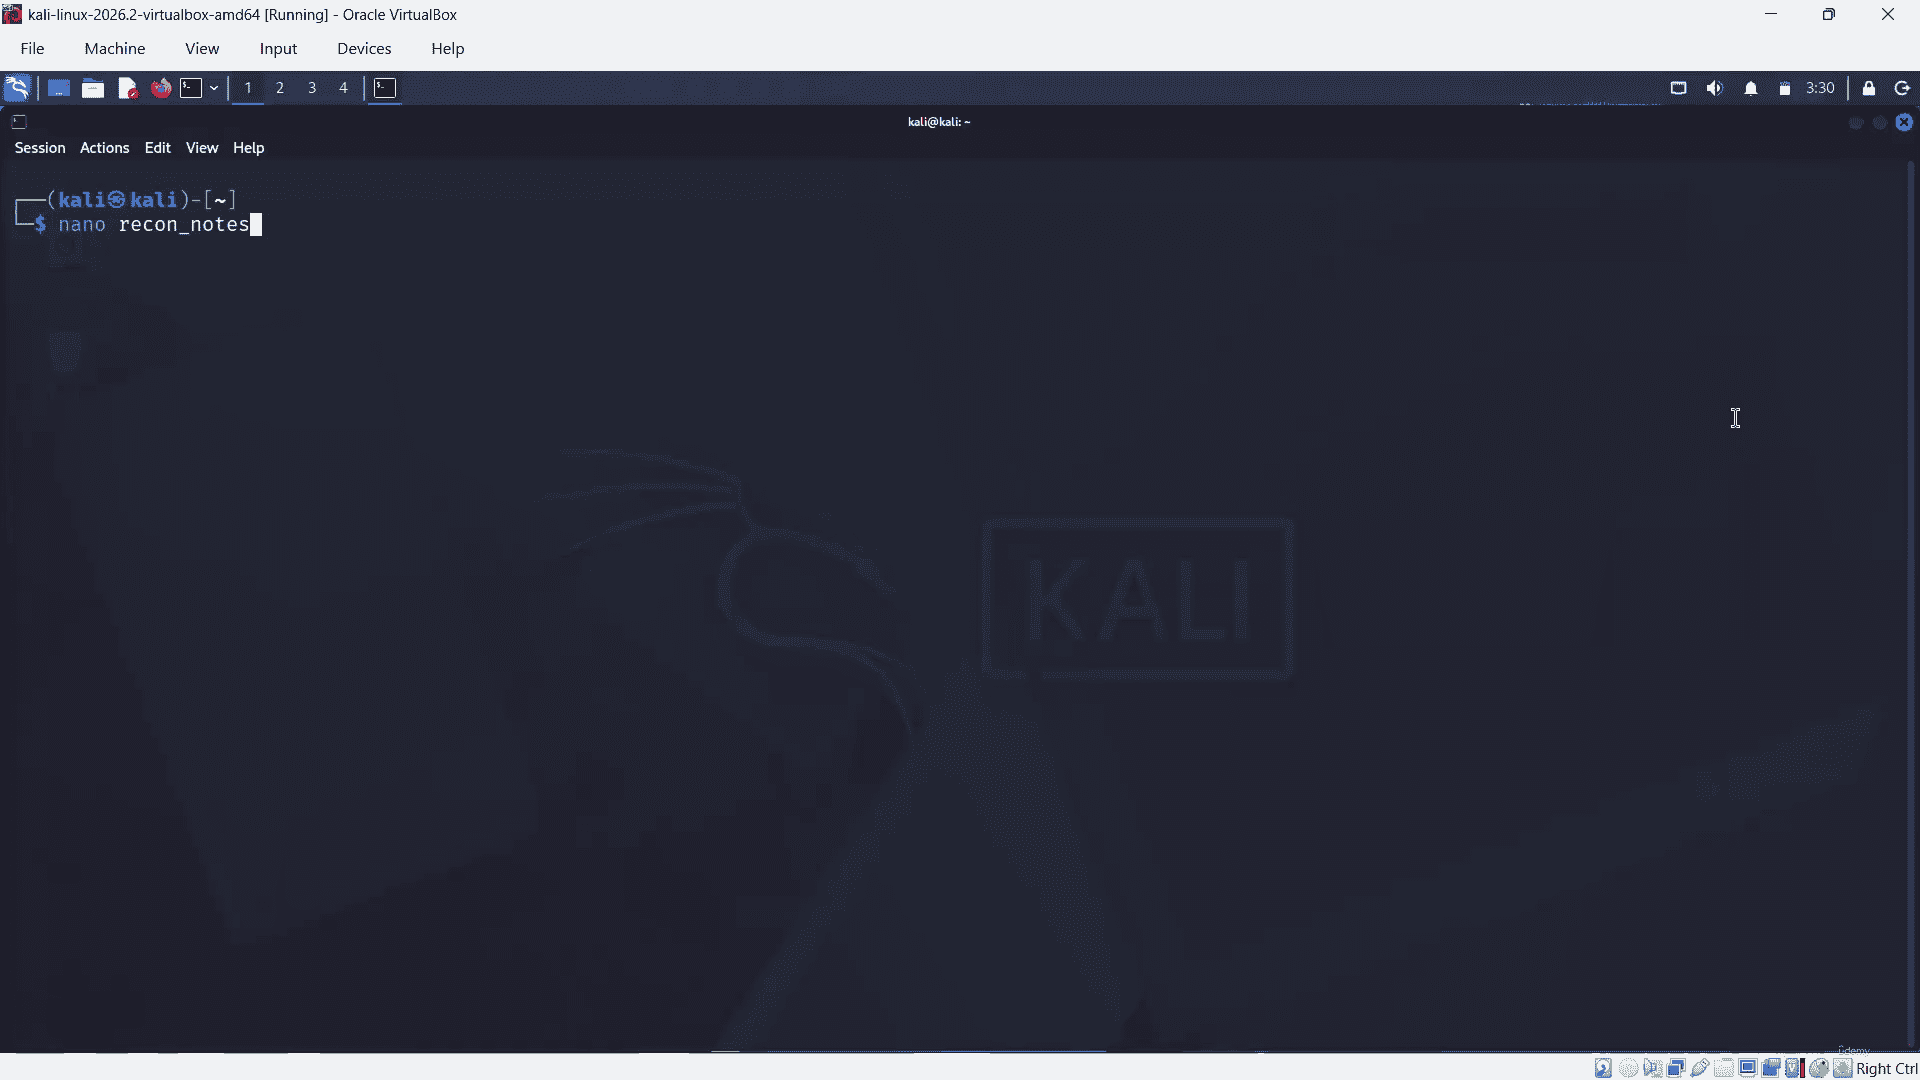 kali-linux-2026.2-virtualbox-amd64 [Running] - Oracle VirtualBox
File Machine View Input Devices Help
1 2 3 4 3:30
kali@kali: ~
Session Actions Edit View Help
(kali㉿kali)-[~]
$ nano recon_notes
KALI
Udemy
Right Ctrl